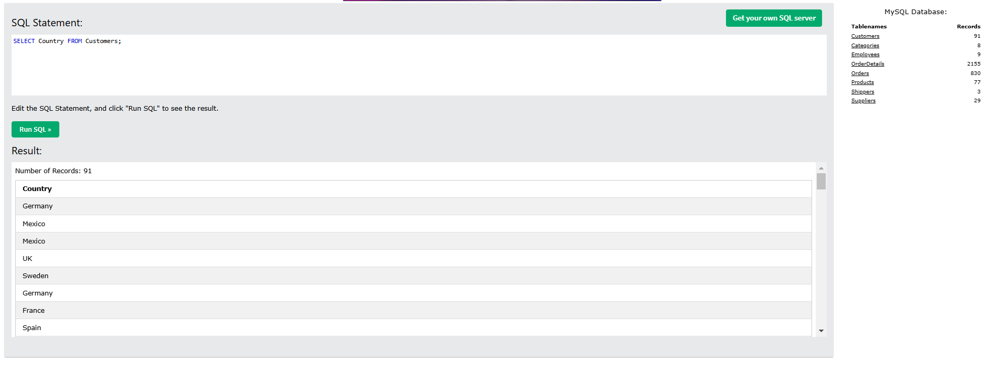 SQL Statement:
Get your own SQL server
SELECT Country FROM Customers;
Edit the SQL Statement, and click "Run SQL" to see the result.
Run SQL »
Result:
Number of Records: 91
Country
Germany
Mexico
Mexico
UK
Sweden
Germany
France
Spain
MySQL Database:
Tablenames Records
Customers 91
Categories 8
Employees 9
OrderDetails 2155
Orders 830
Products 77
Shippers 3
Suppliers 29